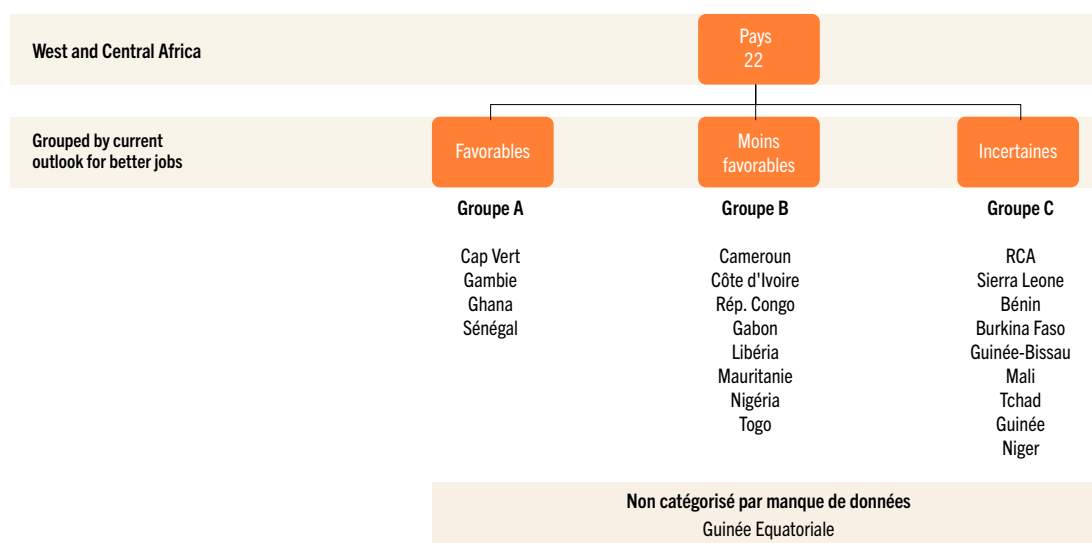 West and Central Africa
Pays
22
Grouped by current
outlook for better jobs
Favorables
Moins
favorables
Incertaines
Groupe A
Cap Vert
Gambie
Ghana
Sénégal
Groupe B
Cameroun
Côte d'Ivoire
Rép. Congo
Gabon
Libéria
Mauritanie
Nigéria
Togo
Groupe C
RCA
Sierra Leone
Bénin
Burkina Faso
Guinée-Bissau
Mali
Tchad
Guinée
Niger
Non catégorisé par manque de données
Guinée Equatoriale